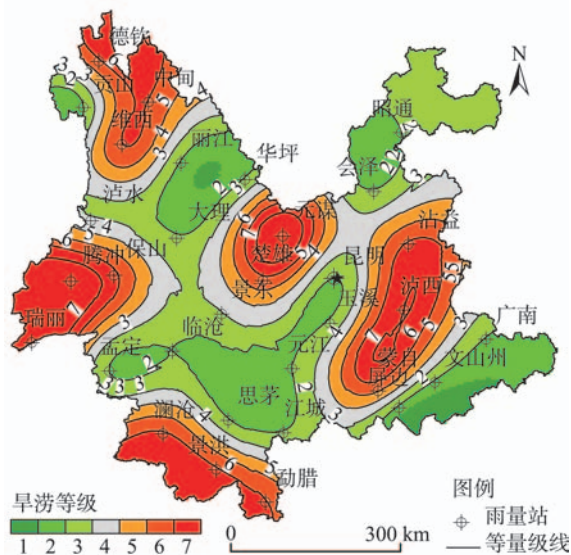 德钦
N
中甸
贡山
维西
昭通
丽江
华坪
会泽
泸水
大理
元谋
沾益
腾冲
保山
楚雄
昆明
景东
玉溪
泸西
瑞丽
临沧
广南
孟定
元江
蒙自
文山州
屏边
思茅
澜沧
江城
景洪
勐腊
旱涝等级
1 2 3 4 5 6 7
0 300 km
图例
雨量站
等量级线